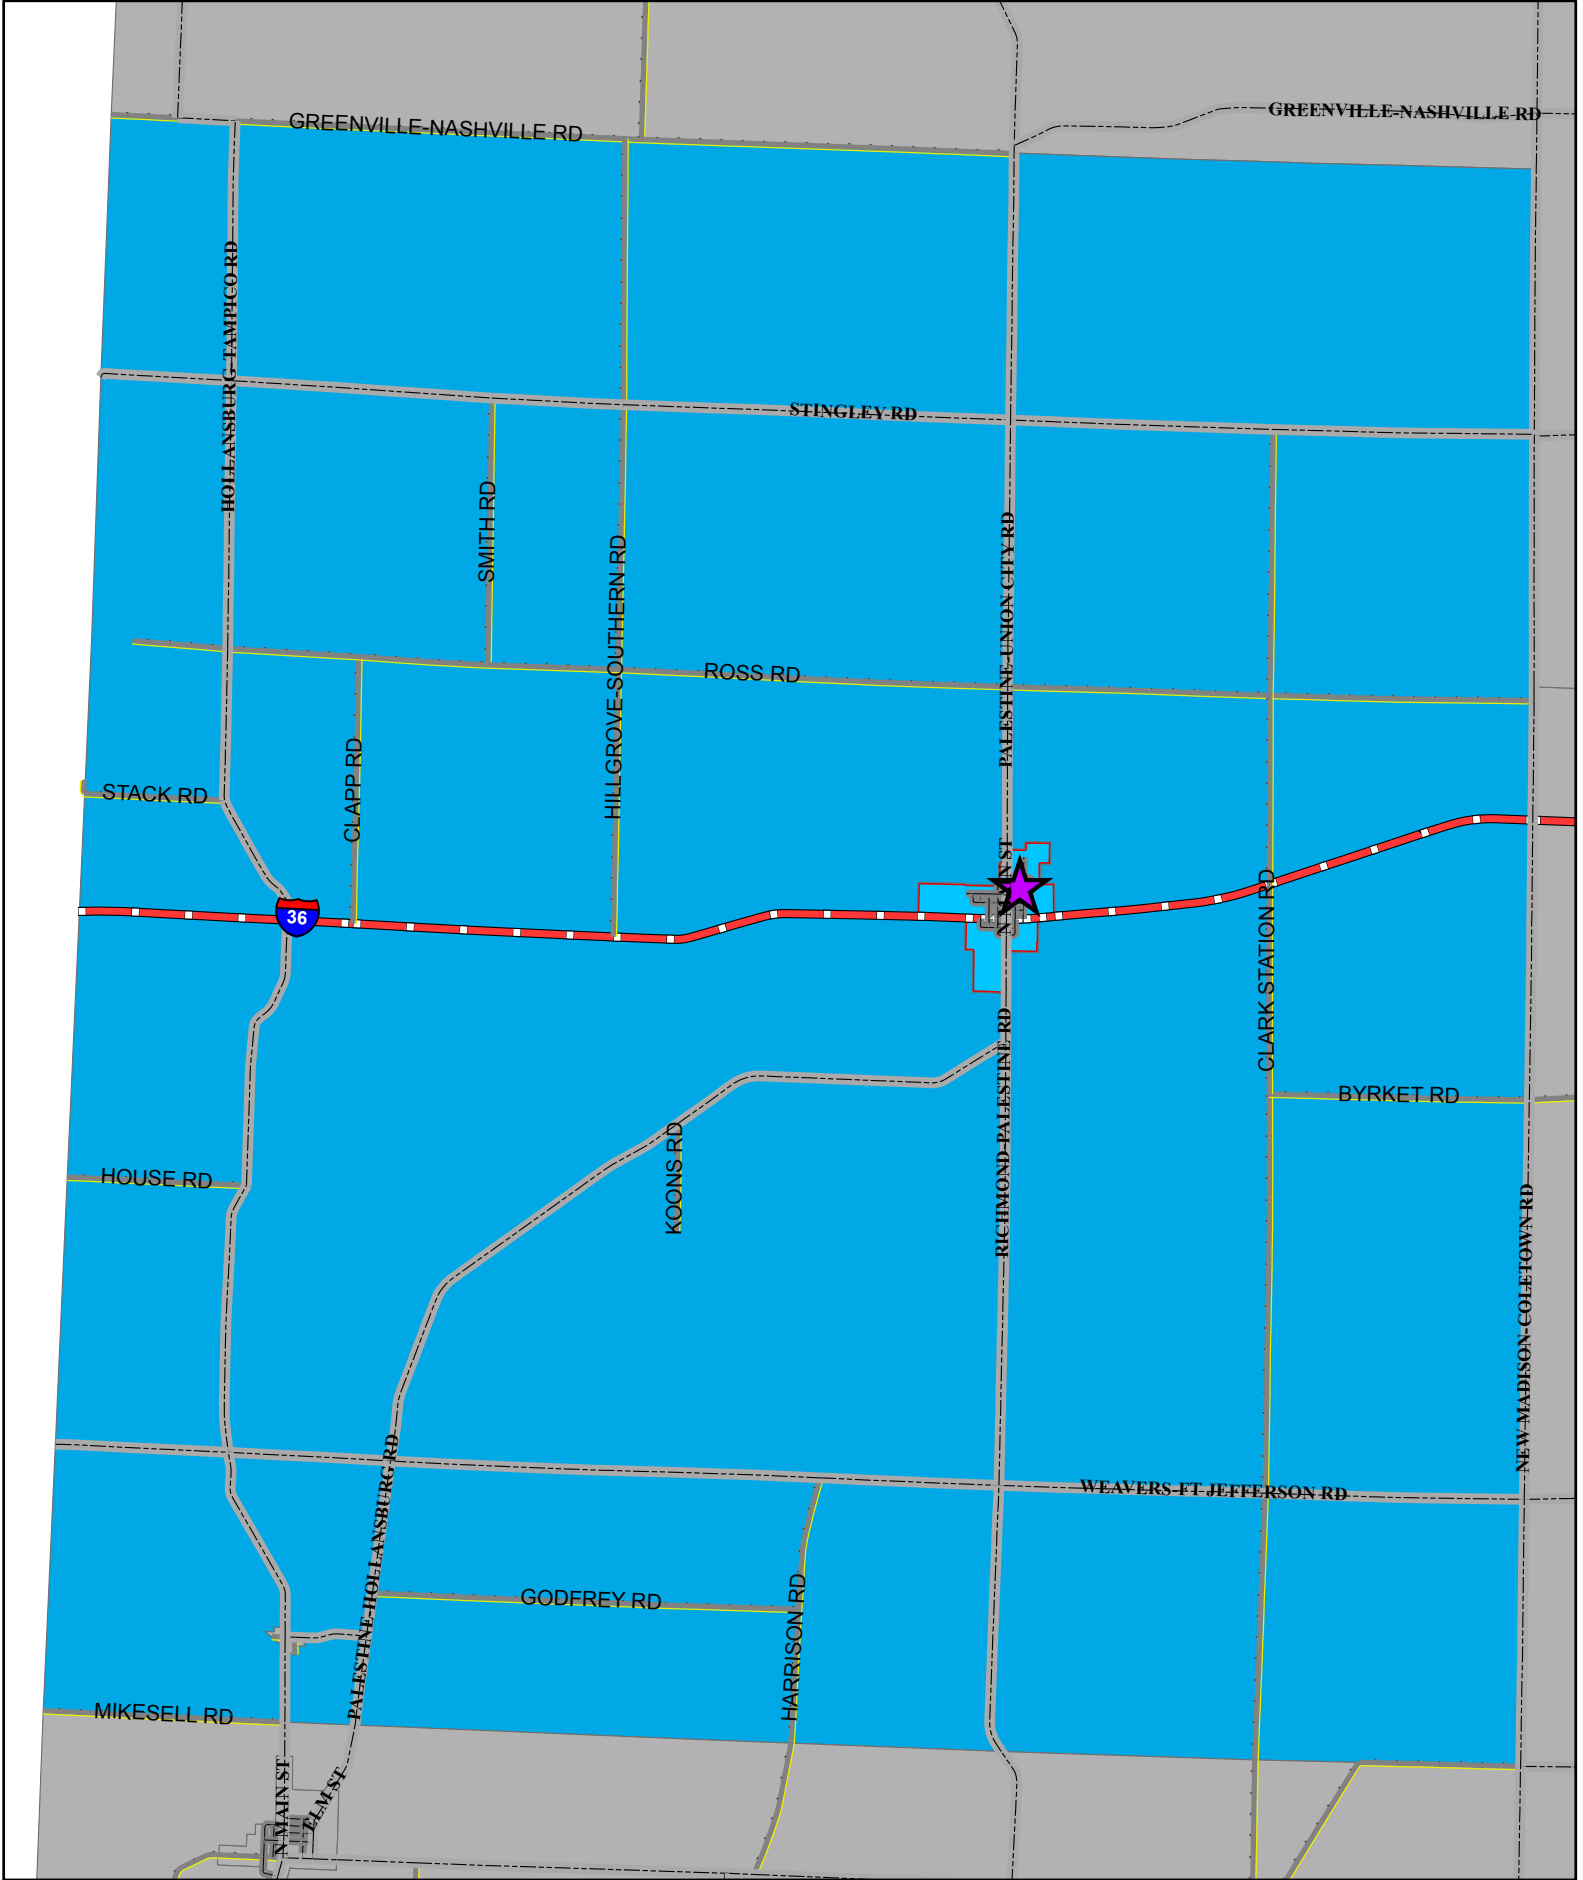 GREENVILLE-NASHVILLE RD
GREENVILLE-NASHVILLE RD
HOLLANSBURG-TAMPICO RD
STINGLEY RD
SMITH RD
HILLGROVE-SOUTHERN RD
PALESTINE-UNION CITY RD
ROSS RD
CLAPP RD
STACK RD
36
N
N ST
CLARK STATION RD
RICHMOND-PALESTINE RD
BYRKET RD
KOONS RD
HOUSE RD
NEW MADISON-COLETOWN RD
PALESTINE-HOLLANSBURG RD
WEAVERS-FT JEFFERSON RD
GODFREY RD
HARRISON RD
MIKESELL RD
N MAIN ST
ELM ST